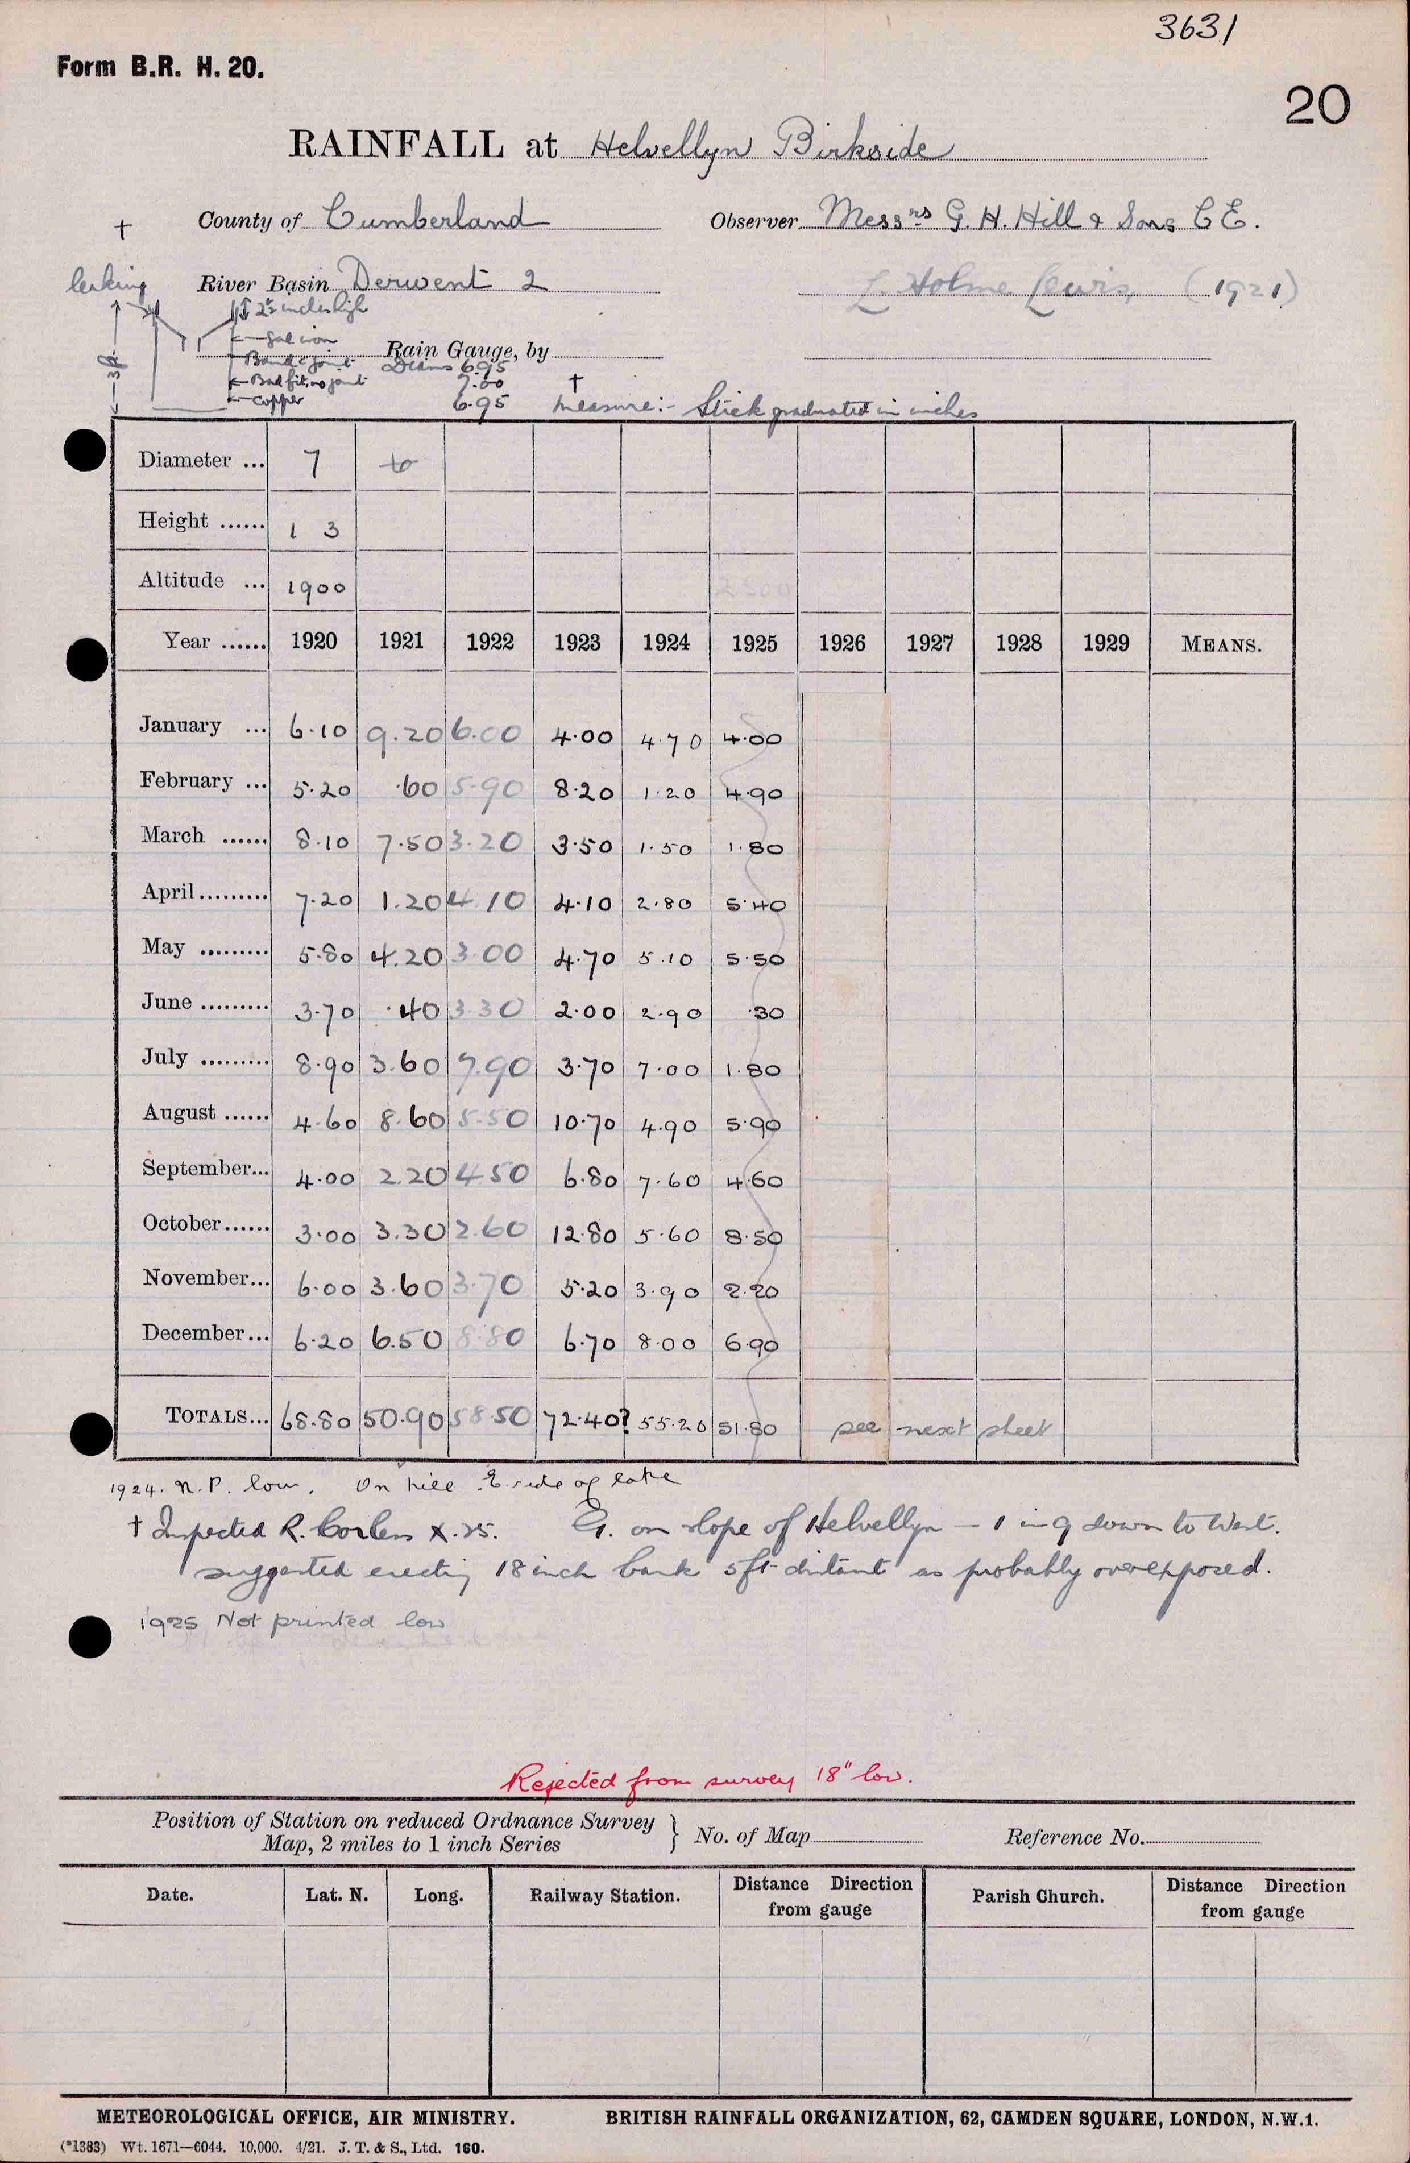 3631
Form B.R. H. 20.
20
RAINFALL at Helvellyn Birkside
County of Cumberland Observer Messrs G. H. Hill & Sons C E.
†
leaking
River Basin Derwent 2 L Holme Lewis, (1921)
2½ inches high
Gal iron
Rain Gauge, by
Band & joint
Diams 6.95
Bad fit, no joint
7.00
copper
6.95
† measure:- Stick graduated in inches
Diameter ... 7
Height ...... 1 3
Altitude ... 1900
Year ...... 1920 1921 1922 1923 1924 1925 1926 1927 1928 1929 MEANS.
January ... 6.10 9.20 6.00 4.00 4.70 4.00
February ... 5.20 .60 5.90 8.20 1.20 4.90
March ...... 8.10 7.50 3.20 3.50 1.50 1.80
April ......... 7.20 1.20 4.10 4.10 2.80 5.40
May ......... 5.80 4.20 3.00 4.70 5.10 5.50
June ......... 3.70 .40 3.30 2.00 2.90 .30
July ......... 8.90 3.60 7.90 3.70 7.00 1.80
August ...... 4.60 8.60 5.50 10.70 4.90 5.90
September... 4.00 2.20 4.50 6.80 7.60 4.60
October...... 3.00 3.30 2.60 12.80 5.60 8.50
November... 6.00 3.60 3.70 5.20 3.90 2.20
December... 6.20 6.50 8.80 6.70 8.00 6.90
TOTALS... 68.80 50.90 58.50 72.40? 55.20 51.80 see next sheet
1924. N.P. low. On hill E side of lake
† Inspected R. Corless X.25. G. on slope of Helvellyn — 1 in 9 down to West.
suggested erecting 18 inch bank 5ft distant as probably overexposed.
1925 Not printed low
Rejected from survey 18" low.
Position of Station on reduced Ordnance Survey
Map, 2 miles to 1 inch Series } No. of Map Reference No.
Date. Lat. N. Long. Railway Station. Distance Direction from gauge Parish Church. Distance Direction from gauge
METEOROLOGICAL OFFICE, AIR MINISTRY. BRITISH RAINFALL ORGANIZATION, 62, CAMDEN SQUARE, LONDON, N.W.1.
(*1383) Wt. 1671—6044. 10,000. 4/21. J. T. & S., Ltd. 160.